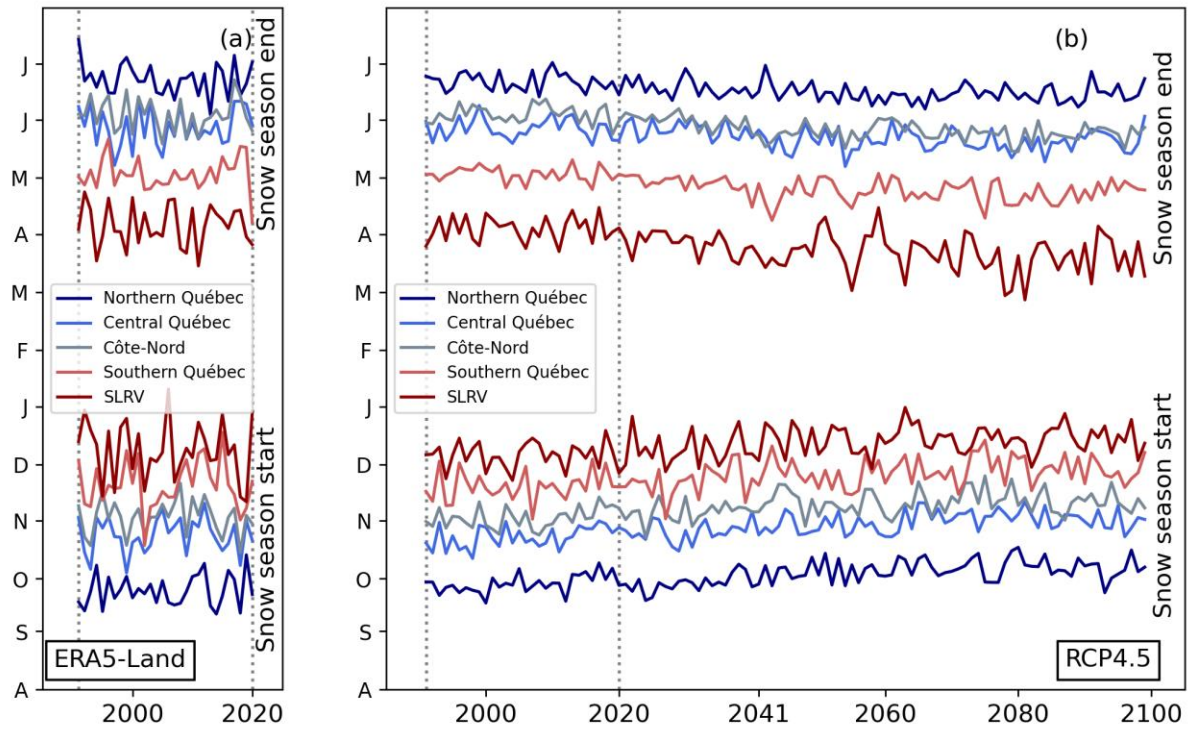 (a)
Snow season end
J
J
M
A
M
F
J
D
N
O
S
A
Northern Québec
Central Québec
Côte-Nord
Southern Québec
SLRV
Snow season start
ERA5-Land
2000
2020
(b)
Snow season end
J
J
M
A
M
F
J
D
N
O
S
A
Northern Québec
Central Québec
Côte-Nord
Southern Québec
SLRV
Snow season start
RCP4.5
2000
2020
2041
2060
2080
2100